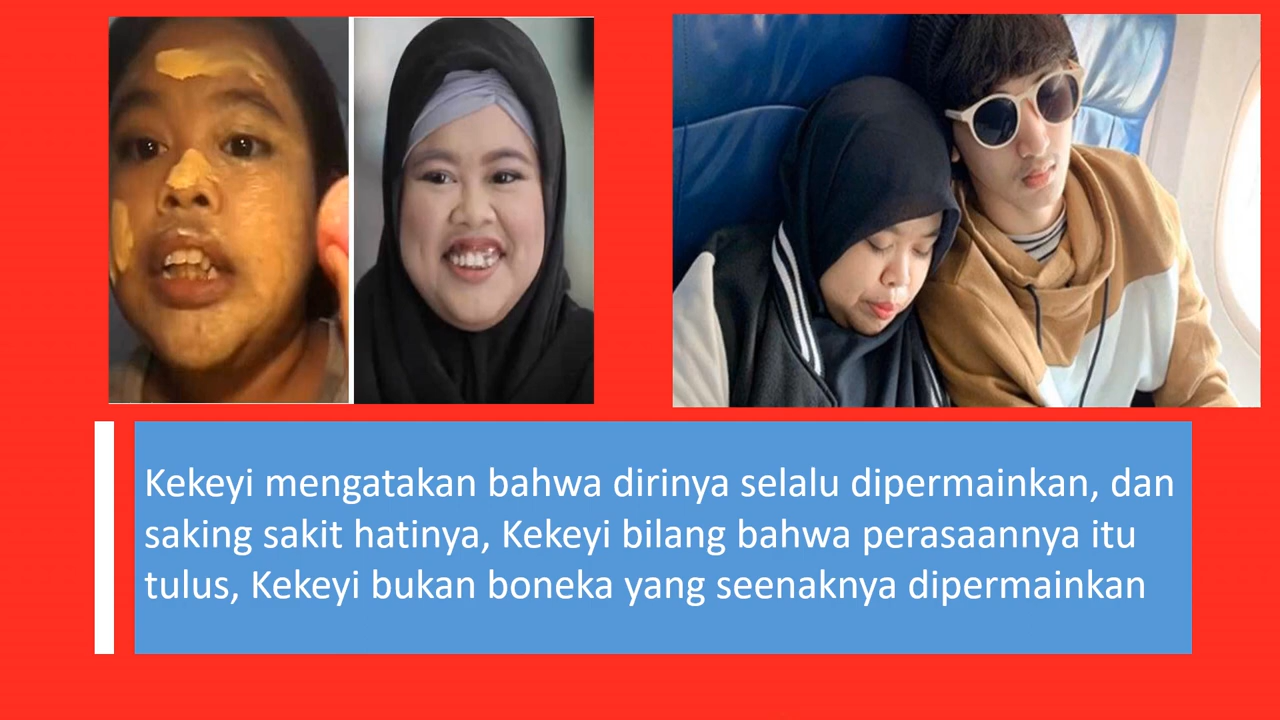 Kekeyi mengatakan bahwa dirinya selalu dipermainkan, dan
saking sakit hatinya, Kekeyi bilang bahwa perasaannya itu
tulus, Kekeyi bukan boneka yang seenaknya dipermainkan